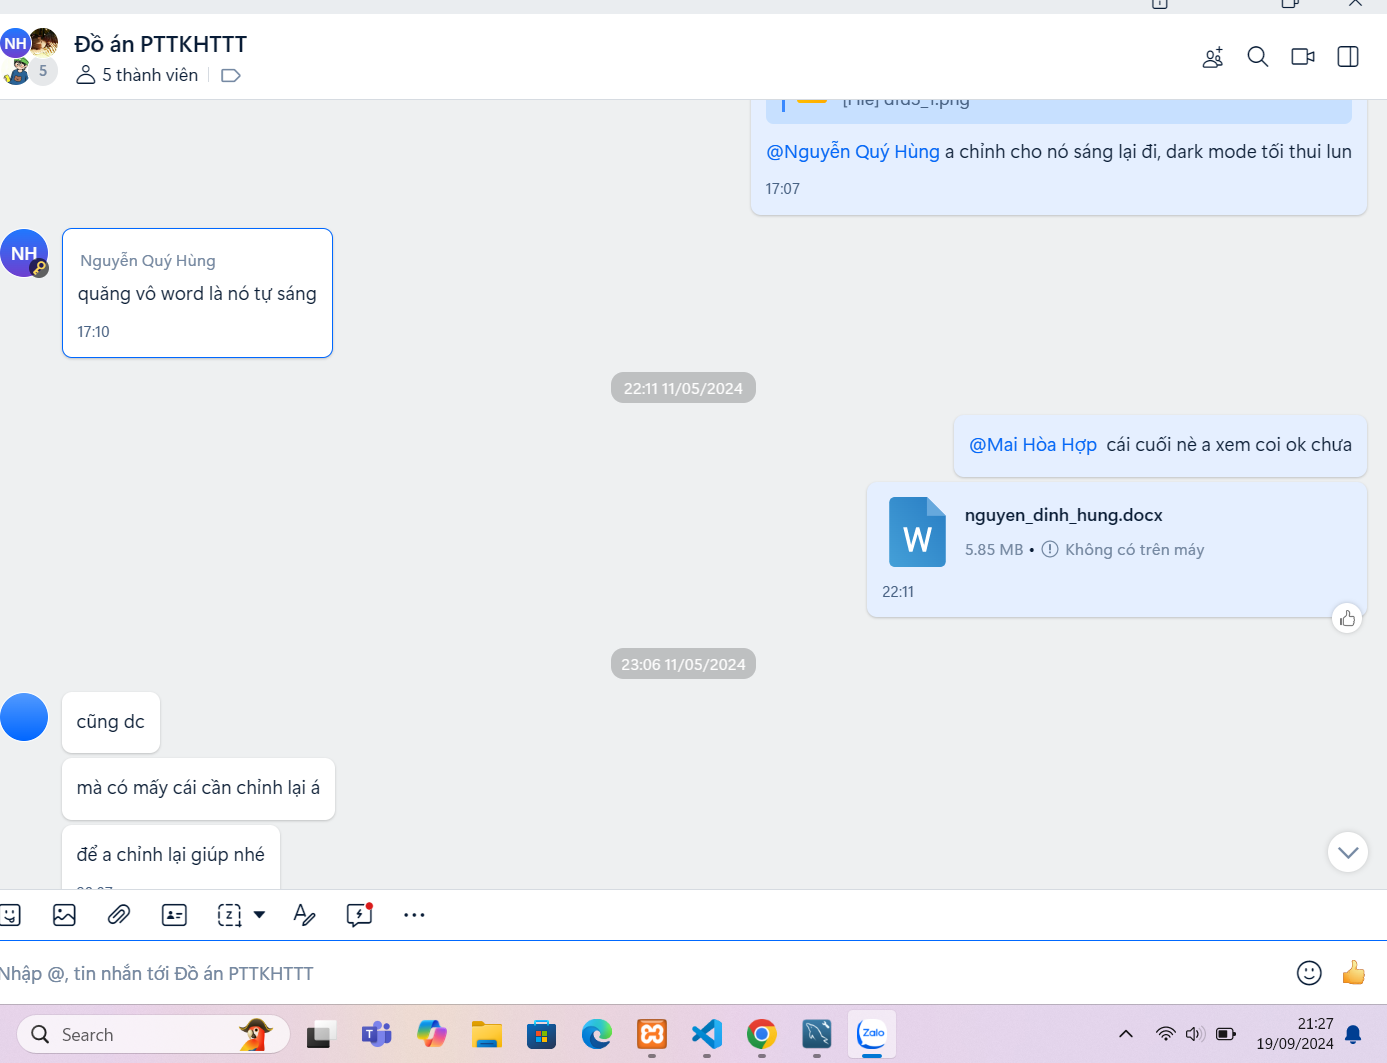 NH
5
Đồ án PTTKHTTT
5 thành viên
[File] dfd3_1.png
@Nguyễn Quý Hùng a chỉnh cho nó sáng lại đi, dark mode tối thui lun
17:07
NH
Nguyễn Quý Hùng
quăng vô word là nó tự sáng
17:10
22:11 11/05/2024
@Mai Hòa Hợp cái cuối nè a xem coi ok chưa
W
nguyen_dinh_hung.docx
5.85 MB • Không có trên máy
22:11
23:06 11/05/2024
cũng dc
mà có mấy cái cần chỉnh lại á
để a chỉnh lại giúp nhé
Z
Nhập @, tin nhắn tới Đồ án PTTKHTTT
Search
Zalo
21:27
19/09/2024